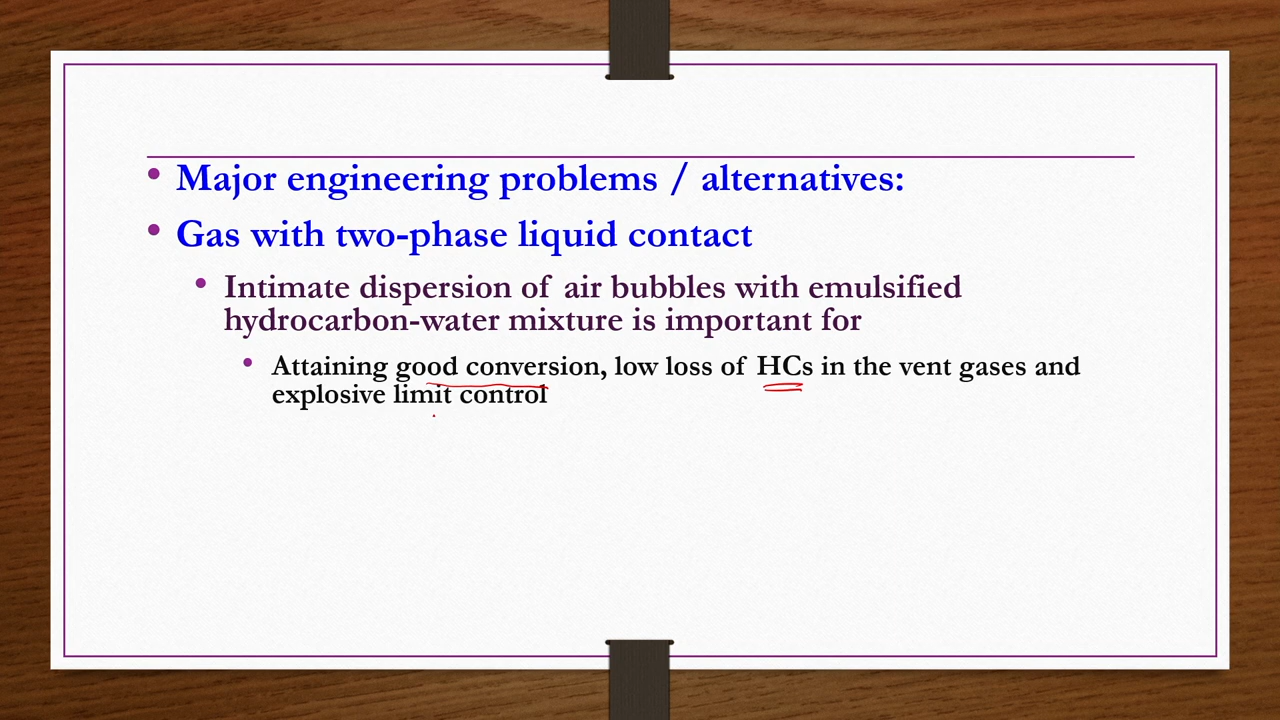 • Major engineering problems / alternatives:
• Gas with two-phase liquid contact
• Intimate dispersion of air bubbles with emulsified
hydrocarbon-water mixture is important for
• Attaining good conversion, low loss of HCs in the vent gases and
explosive limit control